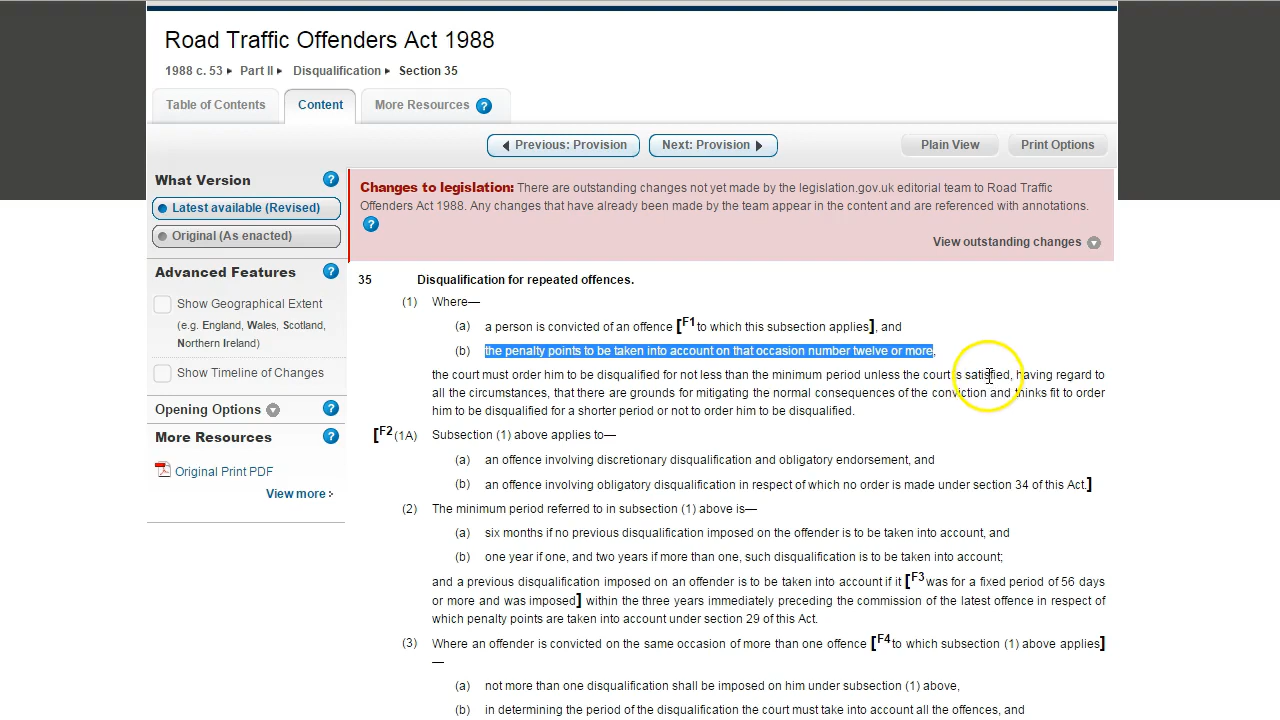 Road Traffic Offenders Act 1988
1988 c. 53 Part II Disqualification Section 35
Table of Contents Content More Resources ?
Previous: Provision Next: Provision Plain View Print Options
What Version ?
Latest available (Revised)
Original (As enacted)
Advanced Features ?
Show Geographical Extent
(e.g. England, Wales, Scotland,
Northern Ireland)
Show Timeline of Changes
Opening Options ?
More Resources ?
Original Print PDF
View more
Changes to legislation: There are outstanding changes not yet made by the legislation.gov.uk editorial team to Road Traffic
Offenders Act 1988. Any changes that have already been made by the team appear in the content and are referenced with annotations.
?
View outstanding changes
35 Disqualification for repeated offences.
(1) Where—
(a) a person is convicted of an offence [F1to which this subsection applies], and
(b) the penalty points to be taken into account on that occasion number twelve or more,
the court must order him to be disqualified for not less than the minimum period unless the court is satisfied, having regard to
all the circumstances, that there are grounds for mitigating the normal consequences of the conviction and thinks fit to order
him to be disqualified for a shorter period or not to order him to be disqualified.
[F2(1A) Subsection (1) above applies to—
(a) an offence involving discretionary disqualification and obligatory endorsement, and
(b) an offence involving obligatory disqualification in respect of which no order is made under section 34 of this Act.]
(2) The minimum period referred to in subsection (1) above is—
(a) six months if no previous disqualification imposed on the offender is to be taken into account, and
(b) one year if one, and two years if more than one, such disqualification is to be taken into account;
and a previous disqualification imposed on an offender is to be taken into account if it [F3was for a fixed period of 56 days
or more and was imposed] within the three years immediately preceding the commission of the latest offence in respect of
which penalty points are taken into account under section 29 of this Act.
(3) Where an offender is convicted on the same occasion of more than one offence [F4to which subsection (1) above applies]
—
(a) not more than one disqualification shall be imposed on him under subsection (1) above,
(b) in determining the period of the disqualification the court must take into account all the offences, and